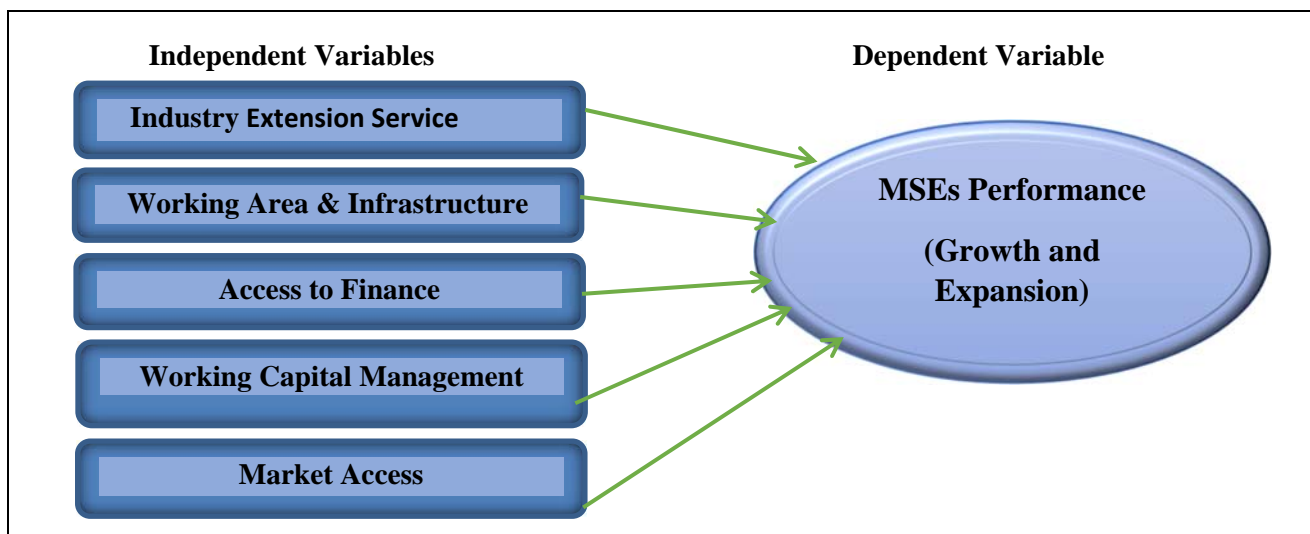 Independent Variables
Dependent Variable
Industry Extension Service
Working Area & Infrastructure
Access to Finance
Working Capital Management
Market Access
MSEs Performance
(Growth and
Expansion)